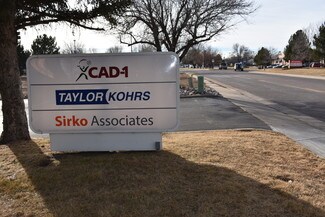 CAD-1
TAYLOR KOHRS
Sirko Associates